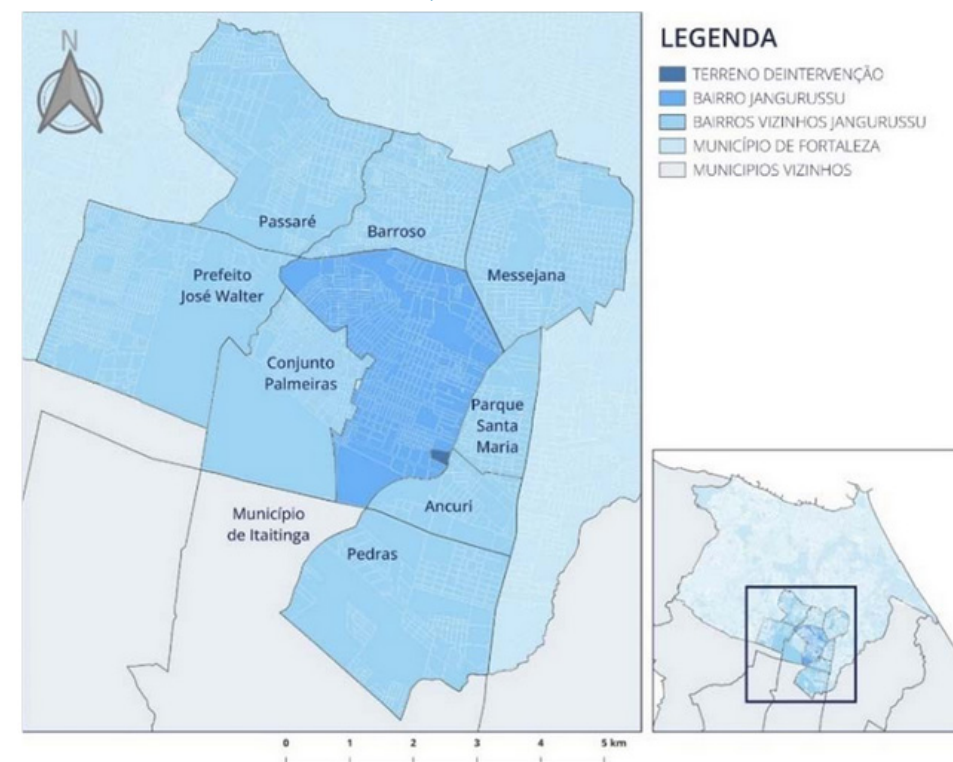 N
Passaré
Barroso
Messejana
Prefeito
José Walter
Conjunto
Palmeiras
Parque
Santa
Maria
Ancuri
Município
de Itaitinga
Pedras
LEGENDA
TERRENO DEINTERVENÇÃO
BAIRRO JANGURUSSU
BAIRROS VIZINHOS JANGURUSSU
MUNICÍPIO DE FORTALEZA
MUNICIPIOS VIZINHOS
0 1 2 3 4 5 km